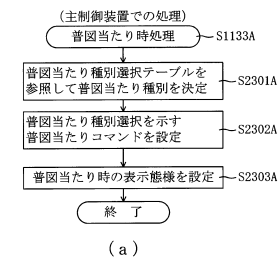 (主制御装置での処理)
普図当たり時処理
S1133A
普図当たり種別選択テーブルを
参照して普図当たり種別を決定
S2301A
普図当たり種別選択を示す
普図当たりコマンドを設定
S2302A
普図当たり時の表示態様を設定
S2303A
終 了
(a)